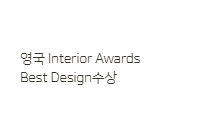 영국 Interior Awards
Best Design수상